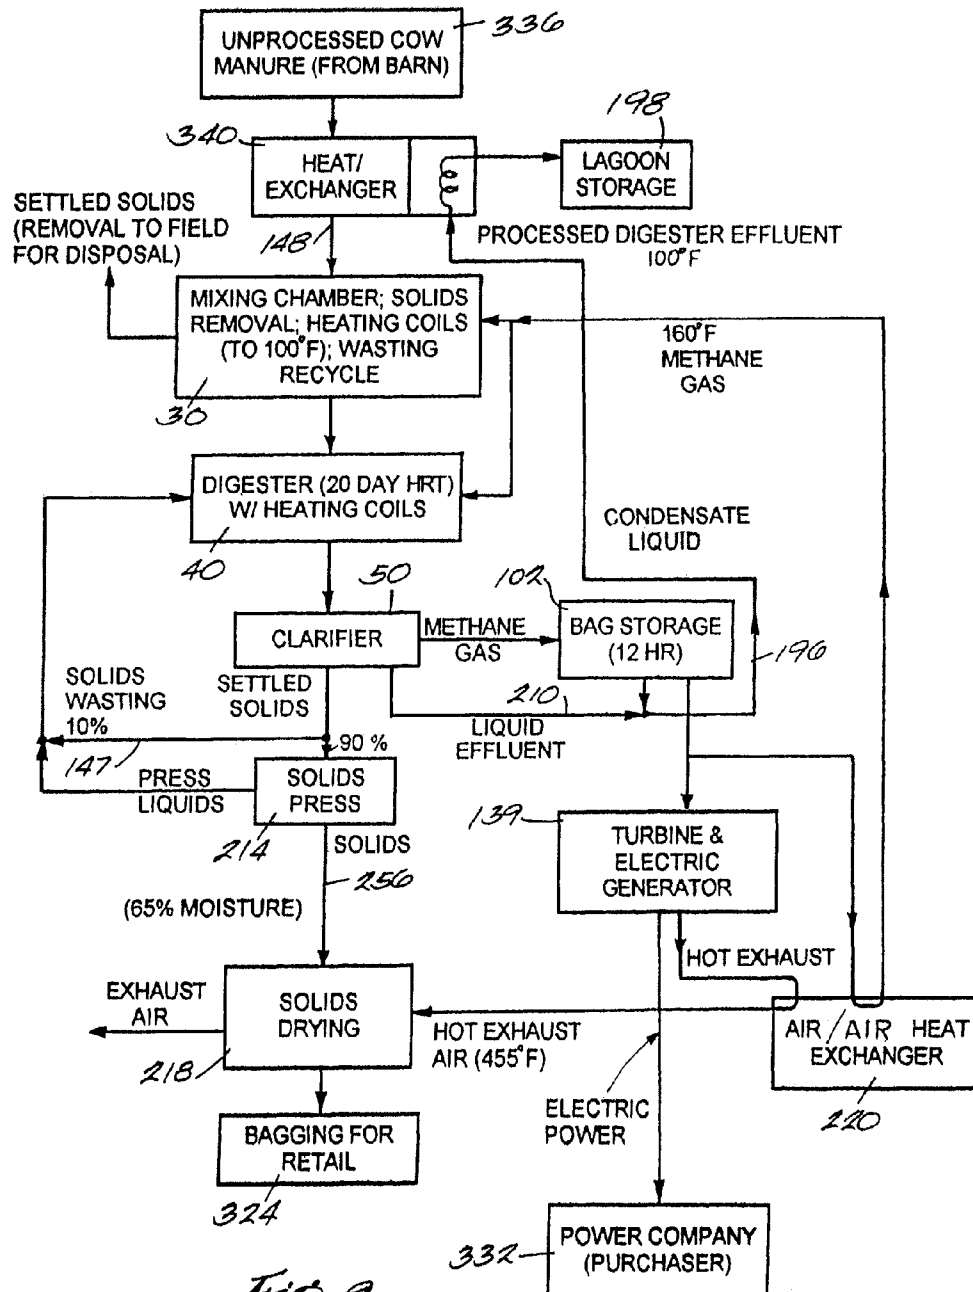 336
UNPROCESSED COW
MANURE (FROM BARN)
340
HEAT/
EXCHANGER
198
LAGOON
STORAGE
SETTLED SOLIDS
(REMOVAL TO FIELD
FOR DISPOSAL)
148
PROCESSED DIGESTER EFFLUENT
100°F
MIXING CHAMBER; SOLIDS
REMOVAL; HEATING COILS
(TO 100°F); WASTING
RECYCLE
30
160°F
METHANE
GAS
DIGESTER (20 DAY HRT)
W/ HEATING COILS
40
CONDENSATE
LIQUID
50
CLARIFIER
METHANE
GAS
102
BAG STORAGE
(12 HR)
196
SOLIDS
WASTING
10%
SETTLED
SOLIDS
210
LIQUID
EFFLUENT
147
90 %
PRESS
LIQUIDS
SOLIDS
PRESS
214
SOLIDS
256
(65% MOISTURE)
139
TURBINE &
ELECTRIC
GENERATOR
HOT EXHAUST
EXHAUST
AIR
SOLIDS
DRYING
218
HOT EXHAUST
AIR (455°F)
AIR / AIR HEAT
EXCHANGER
220
ELECTRIC
POWER
BAGGING FOR
RETAIL
324
332
POWER COMPANY
(PURCHASER)